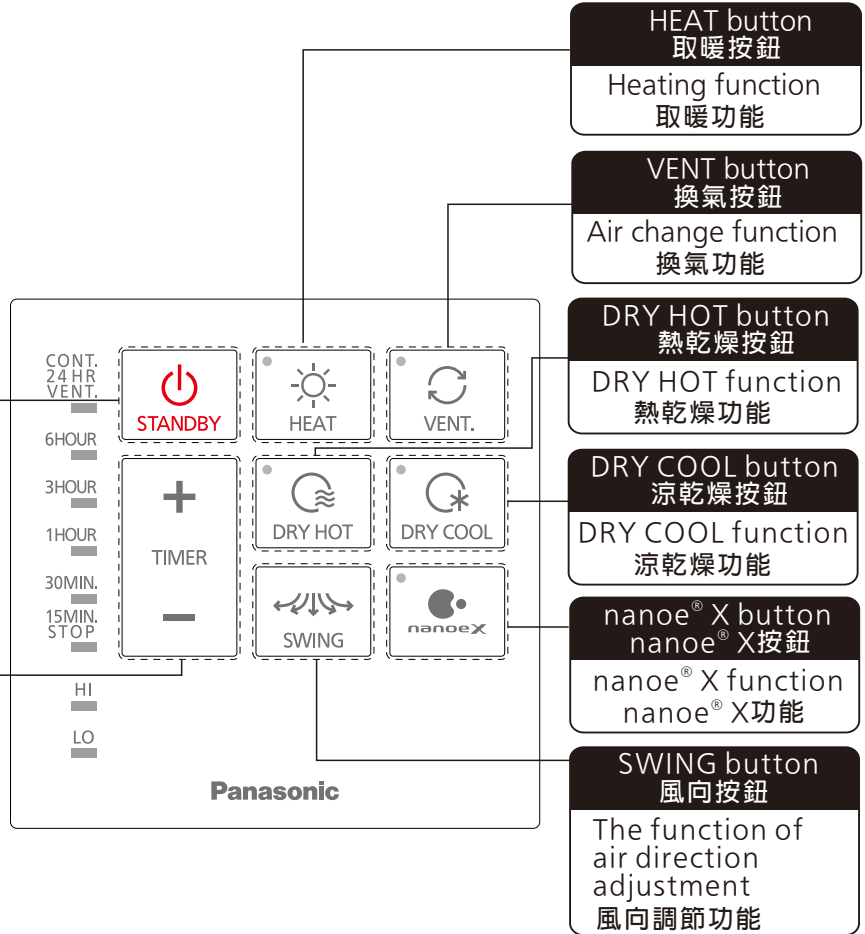 HEAT button
取暖按鈕
Heating function
取暖功能
VENT button
換氣按鈕
Air change function
換氣功能
DRY HOT button
熱乾燥按鈕
DRY HOT function
熱乾燥功能
DRY COOL button
涼乾燥按鈕
DRY COOL function
涼乾燥功能
nanoe® X button
nanoe® X按鈕
nanoe® X function
nanoe® X功能
SWING button
風向按鈕
The function of
air direction
adjustment
風向調節功能
CONT.
24HR
VENT.
6HOUR
3HOUR
1HOUR
30MIN.
15MIN.
STOP
HI
LO
STANDBY
HEAT
VENT.
+
TIMER
−
DRY HOT
DRY COOL
SWING
nanoeX
Panasonic